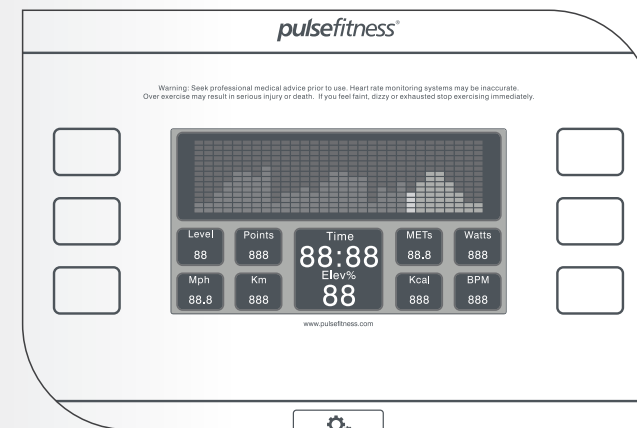 pulsefitness®
Warning: Seek professional medical advice prior to use. Heart rate monitoring systems may be inaccurate.
Over exercise may result in serious injury or death. If you feel faint, dizzy or exhausted stop exercising immediately.
Level
88
Points
888
Time
88:88
Elev%
88
METs
88.8
Watts
888
Mph
88.8
Km
888
Kcal
888
BPM
888
www.pulsefitness.com